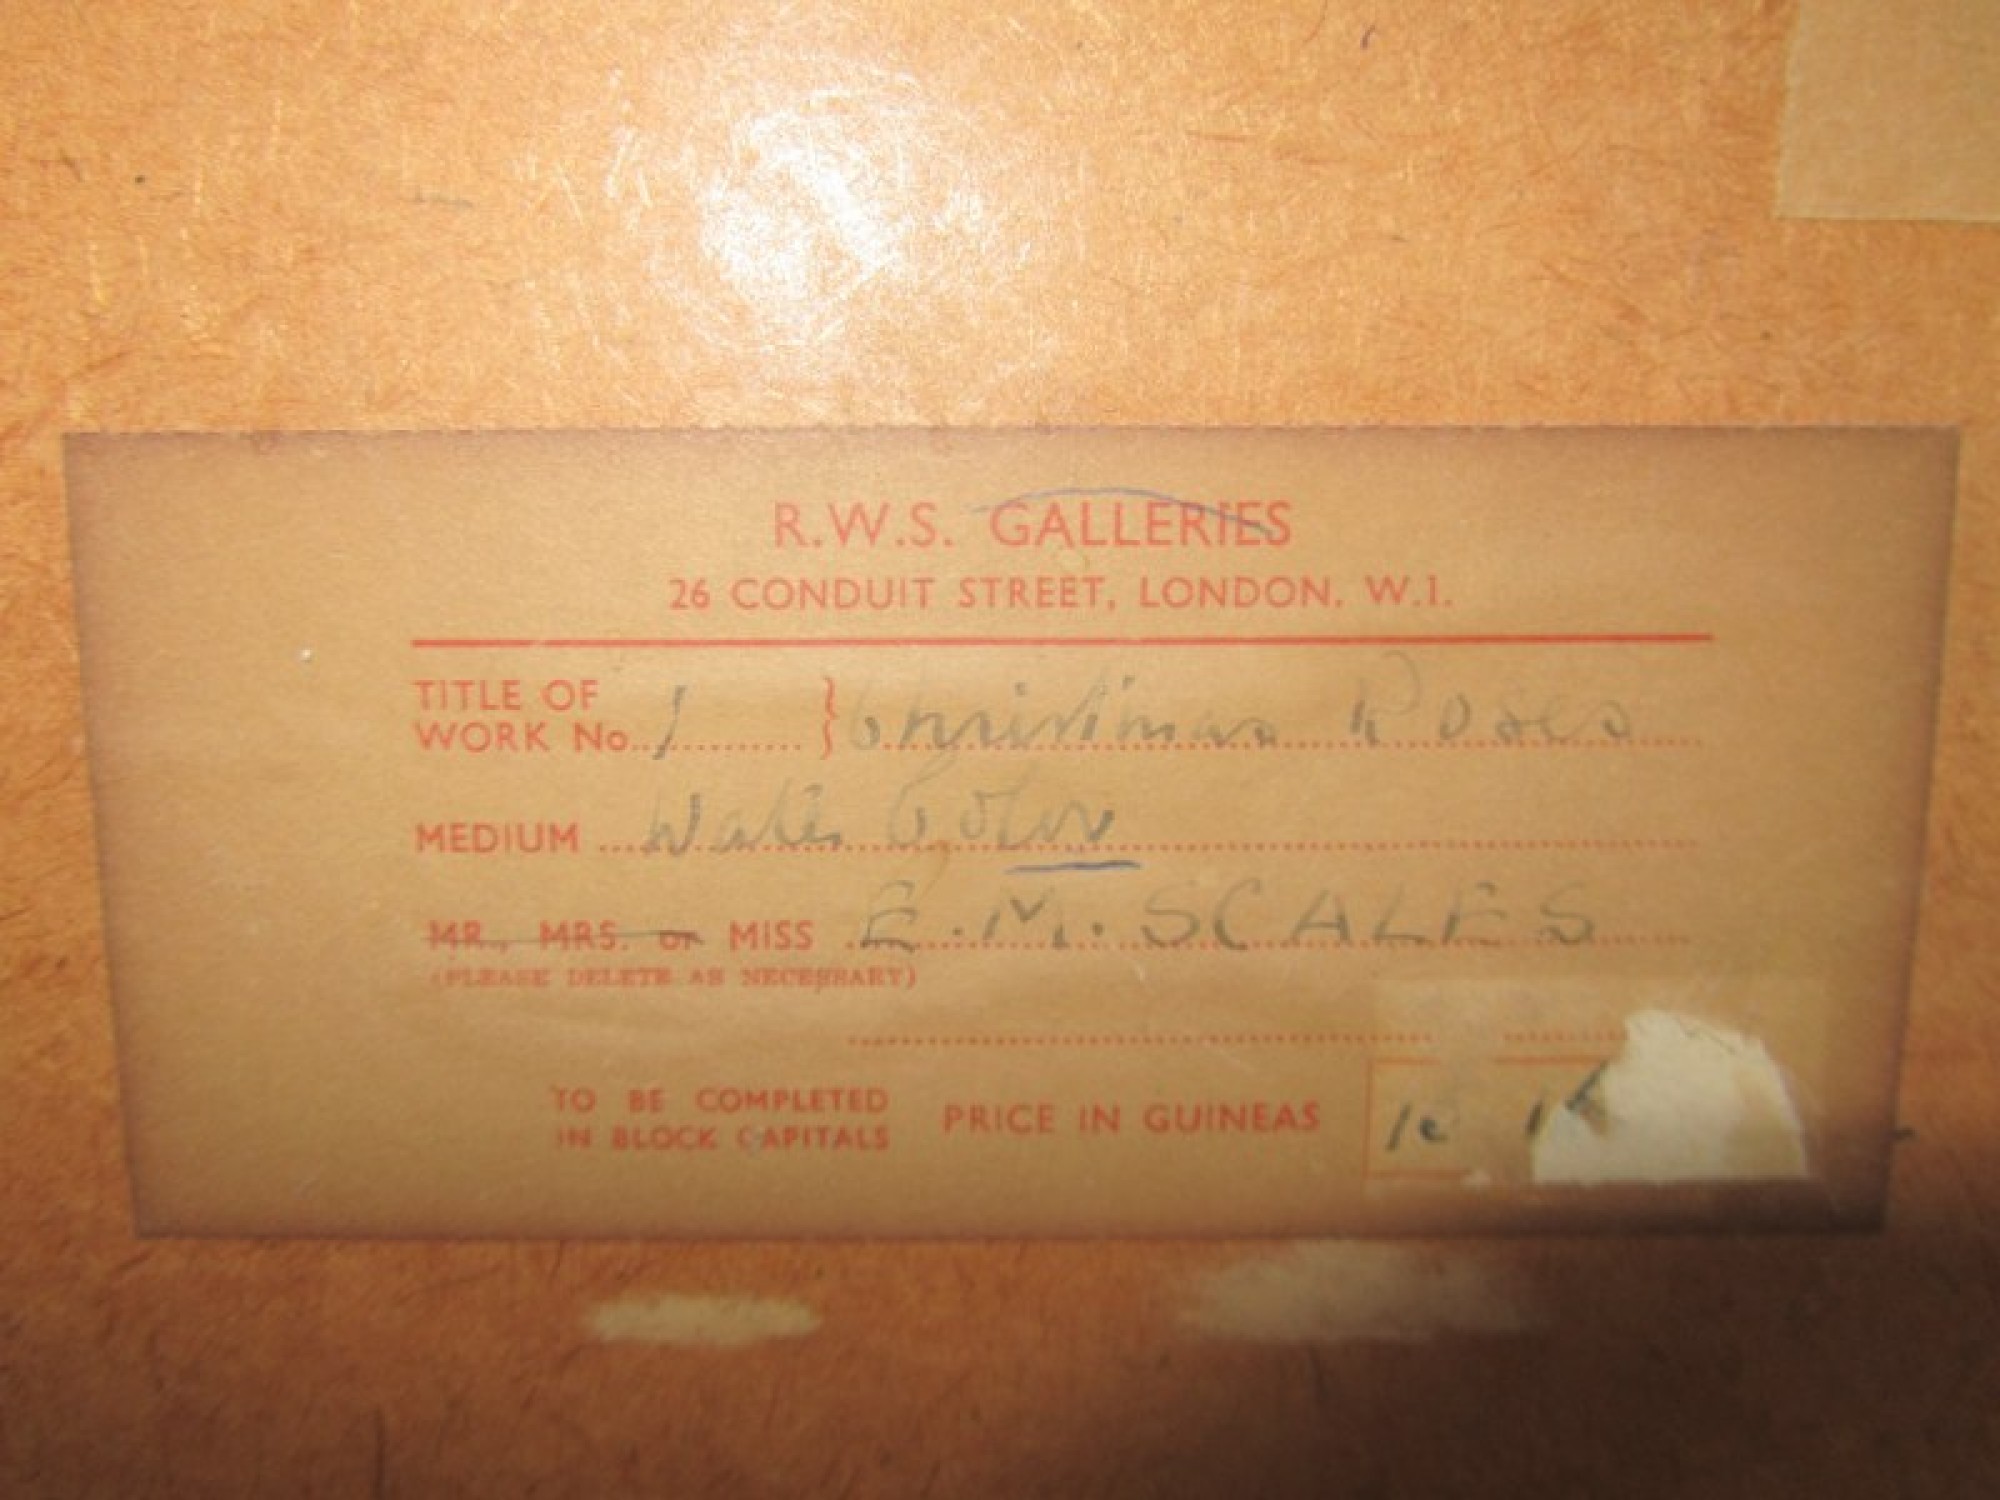 R.W.S. GALLERIES
26 CONDUIT STREET, LONDON. W.1.
TITLE OF
WORK No. 1 } Christmas Roses
MEDIUM Water Color
MR., MRS. or MISS E.M. SCALES
(PLEASE DELETE AS NECESSARY)
TO BE COMPLETED
IN BLOCK CAPITALS
PRICE IN GUINEAS